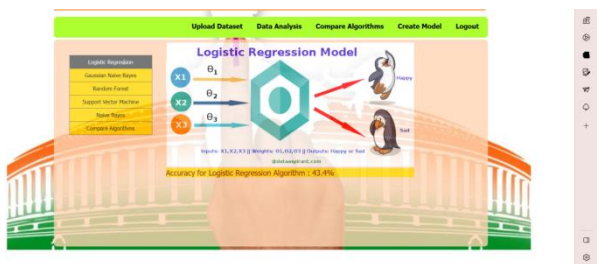 Upload Dataset Data Analysis Compare Algorithms Create Model Logout
Logistic Regression
Gaussian Naive Bayes
Random Forest
Support Vector Machine
Naive Bayes
Compare Algorithms
Logistic Regression Model
X1 θ1
X2 θ2
X3 θ3
Happy
Sad
Inputs: X1,X2,X3 || Weights: Θ1,Θ2,Θ3 || Outputs: Happy or Sad
@dataaspirant.com
Accuracy for Logistic Regression Algorithm : 43.4%